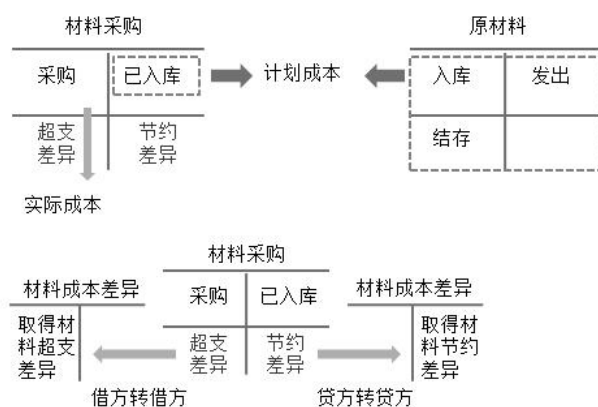 材料采购
原材料
采购
已入库
计划成本
入库
发出
超支
差异
节约
差异
结存
实际成本
材料采购
材料成本差异
采购
已入库
材料成本差异
取得材
料超支
差异
超支
差异
节约
差异
取得材
料节约
差异
借方转借方
贷方转贷方